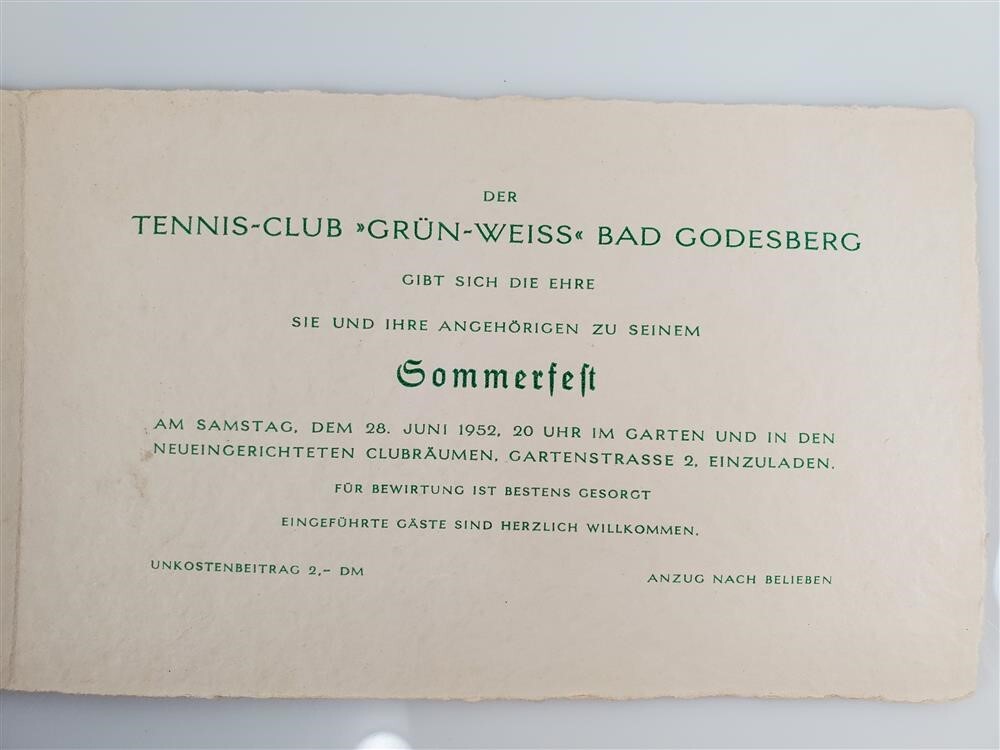 DER
TENNIS-CLUB »GRÜN-WEISS« BAD GODESBERG
GIBT SICH DIE EHRE
SIE UND IHRE ANGEHÖRIGEN ZU SEINEM
Sommerfeſt
AM SAMSTAG, DEM 28. JUNI 1952, 20 UHR IM GARTEN UND IN DEN
NEUEINGERICHTETEN CLUBRÄUMEN, GARTENSTRASSE 2, EINZULADEN.
FÜR BEWIRTUNG IST BESTENS GESORGT
EINGEFÜHRTE GÄSTE SIND HERZLICH WILLKOMMEN.
UNKOSTENBEITRAG 2,- DM
ANZUG NACH BELIEBEN